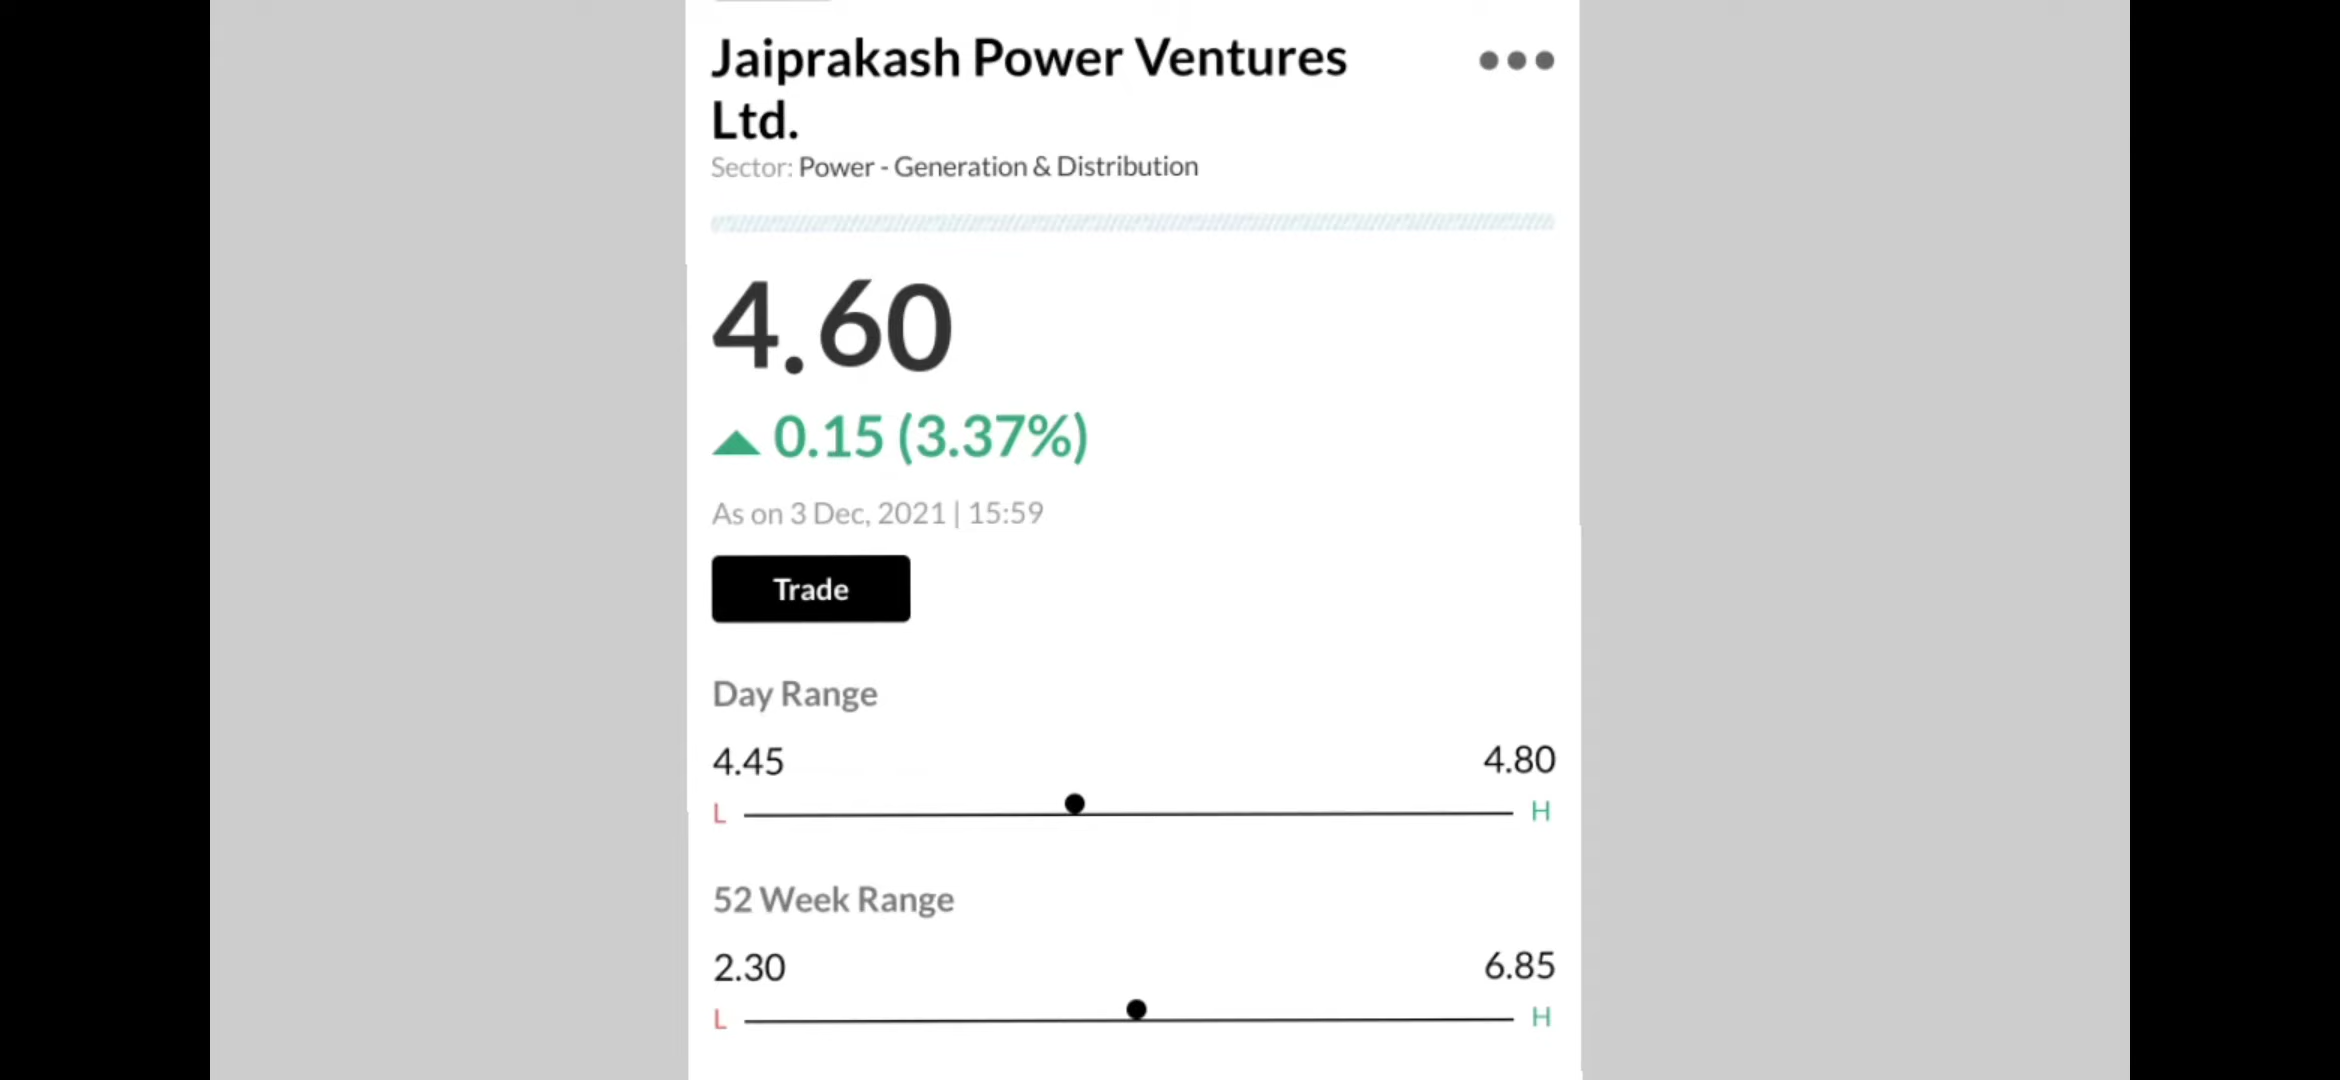 Jaiprakash Power Ventures
Ltd.
Sector: Power - Generation & Distribution
4.60
▲ 0.15 (3.37%)
As on 3 Dec, 2021 | 15:59
Trade
Day Range
4.45 4.80
L H
52 Week Range
2.30 6.85
L H